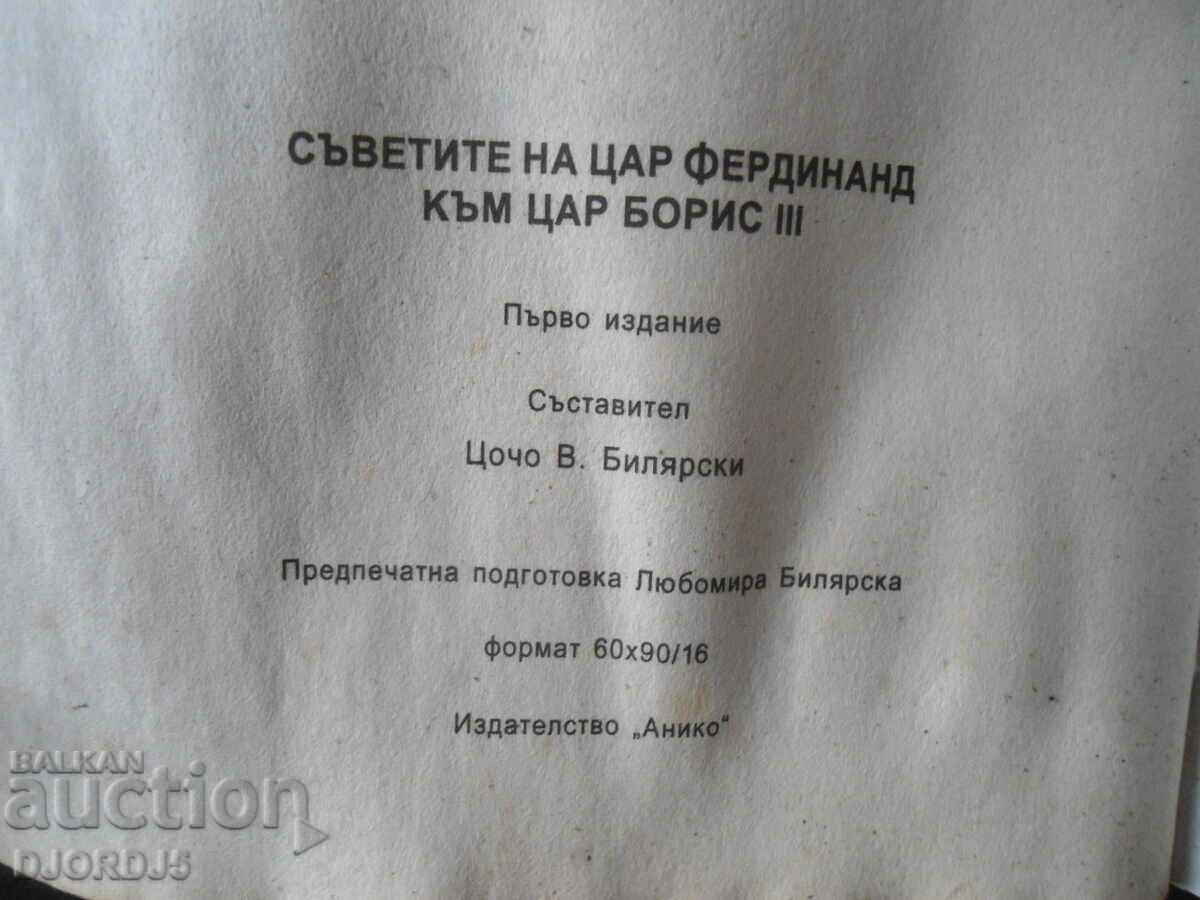 СЪВЕТИТЕ НА ЦАР ФЕРДИНАНД
КЪМ ЦАР БОРИС III
Първо издание
Съставител
Цочо В. Билярски
Предпечатна подготовка Любомира Билярска
формат 60х90/16
Издателство „Анико“
BALKAN
auction
DJORDJ5